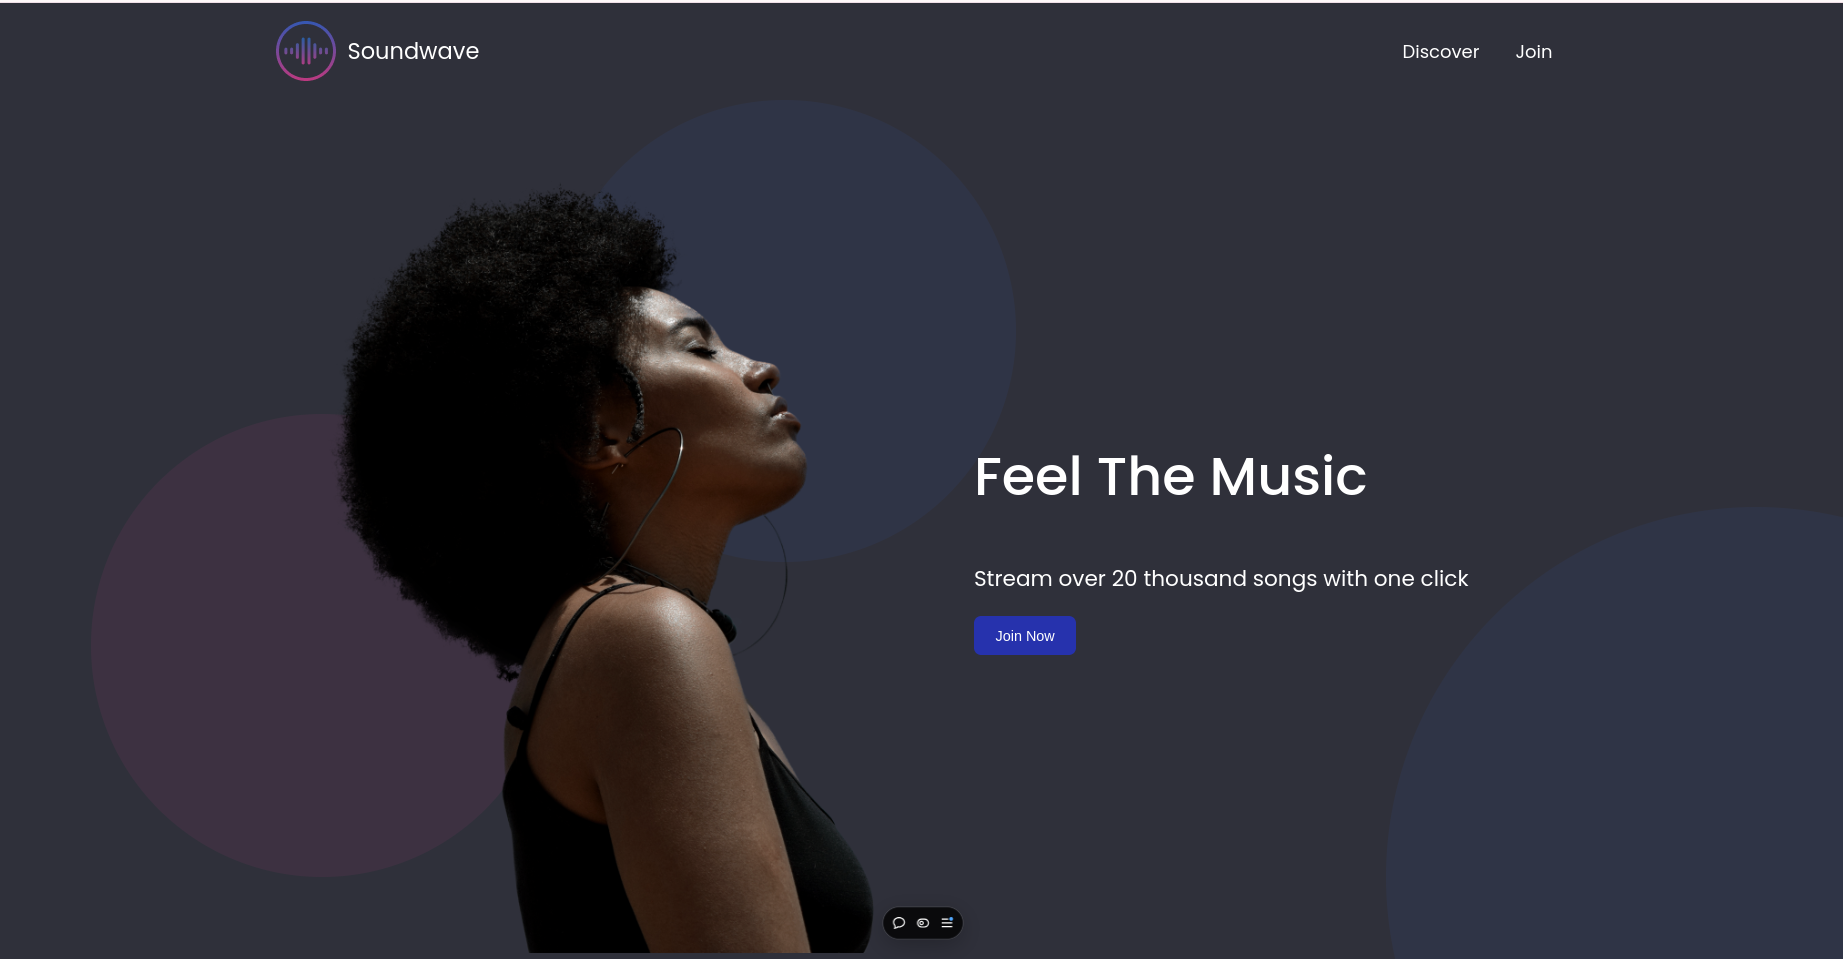 Soundwave
Discover
Join
Feel The Music
Stream over 20 thousand songs with one click
Join Now